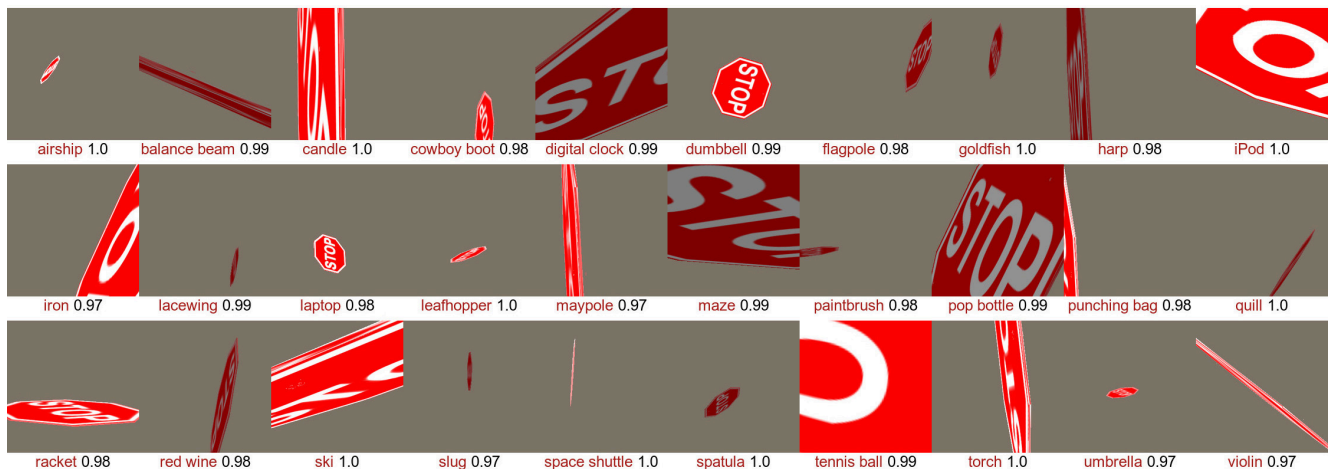 STOP
STOP
STOP
airship 1.0 balance beam 0.99 candle 1.0 cowboy boot 0.98 digital clock 0.99 dumbbell 0.99 flagpole 0.98 goldfish 1.0 harp 0.98 iPod 1.0
STOP
STOP
iron 0.97 lacewing 0.99 laptop 0.98 leafhopper 1.0 maypole 0.97 maze 0.99 paintbrush 0.98 pop bottle 0.99 punching bag 0.98 quill 1.0
STOP
STOP
racket 0.98 red wine 0.98 ski 1.0 slug 0.97 space shuttle 1.0 spatula 1.0 tennis ball 0.99 torch 1.0 umbrella 0.97 violin 0.97